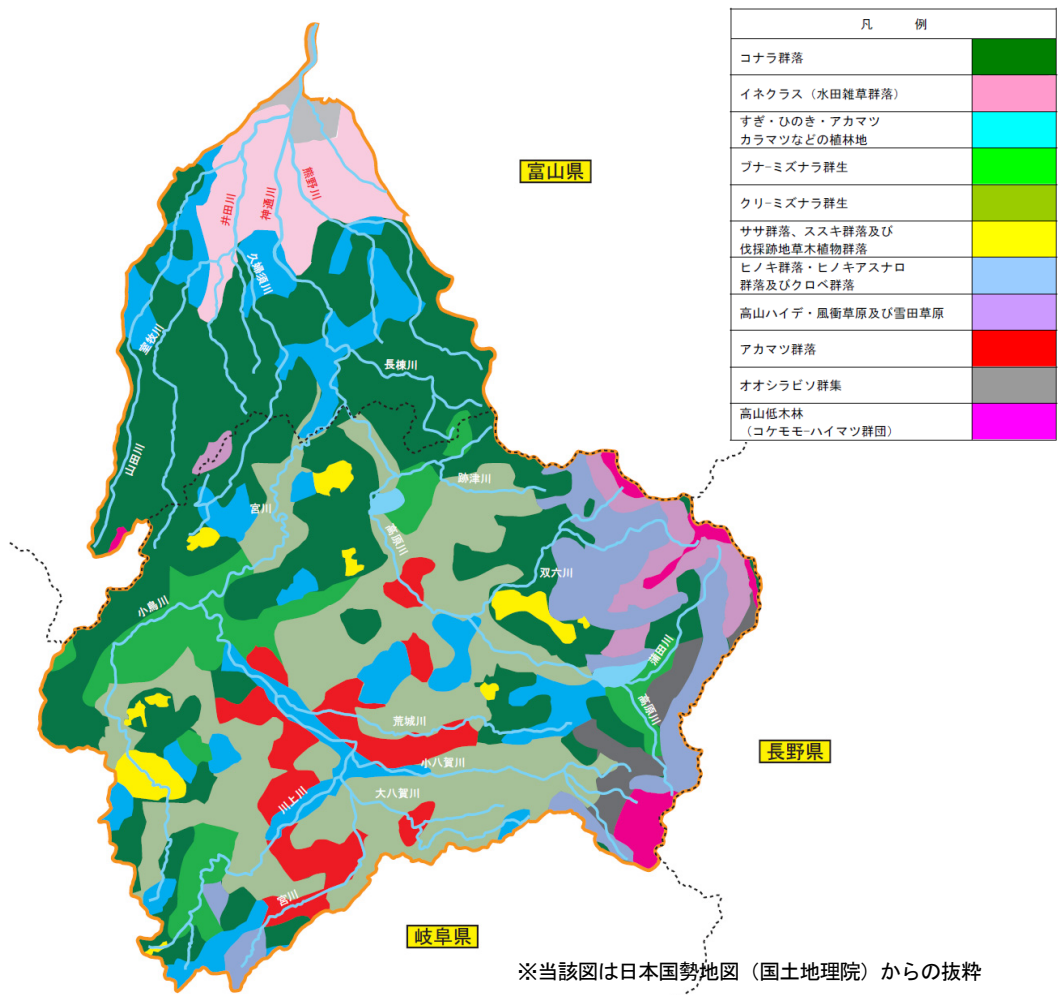 凡 例
コナラ群落
イネクラス（水田雑草群落）
すぎ・ひのき・アカマツ
カラマツなどの植林地
ブナ−ミズナラ群生
クリ−ミズナラ群生
ササ群落、ススキ群落及び
伐採跡地草木植物群落
ヒノキ群落・ヒノキアスナロ
群落及びクロベ群落
高山ハイデ・風衝草原及び雪田草原
アカマツ群落
オオシラビソ群集
高山低木林
（コケモモ−ハイマツ群団）
富山県
熊野川
神通川
井田川
久婦須川
室牧川
長棟川
山田川
跡津川
宮川
高原川
双六川
小鳥川
蒲田川
高原川
荒城川
小八賀川
大八賀川
川上川
宮川
長野県
岐阜県
※当該図は日本国勢地図（国土地理院）からの抜粋